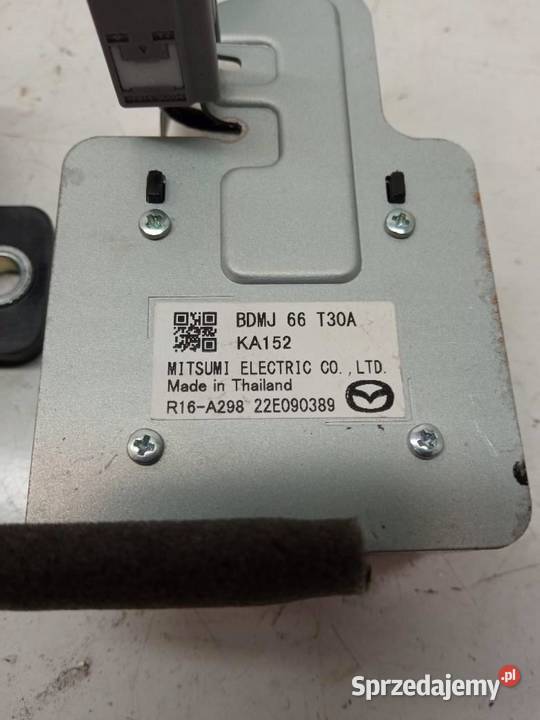 BDMJ 66 T30A
KA152
MITSUMI ELECTRIC CO.,LTD.
Made in Thailand
R16-A298 22E090389
Sprzedajemy.pl